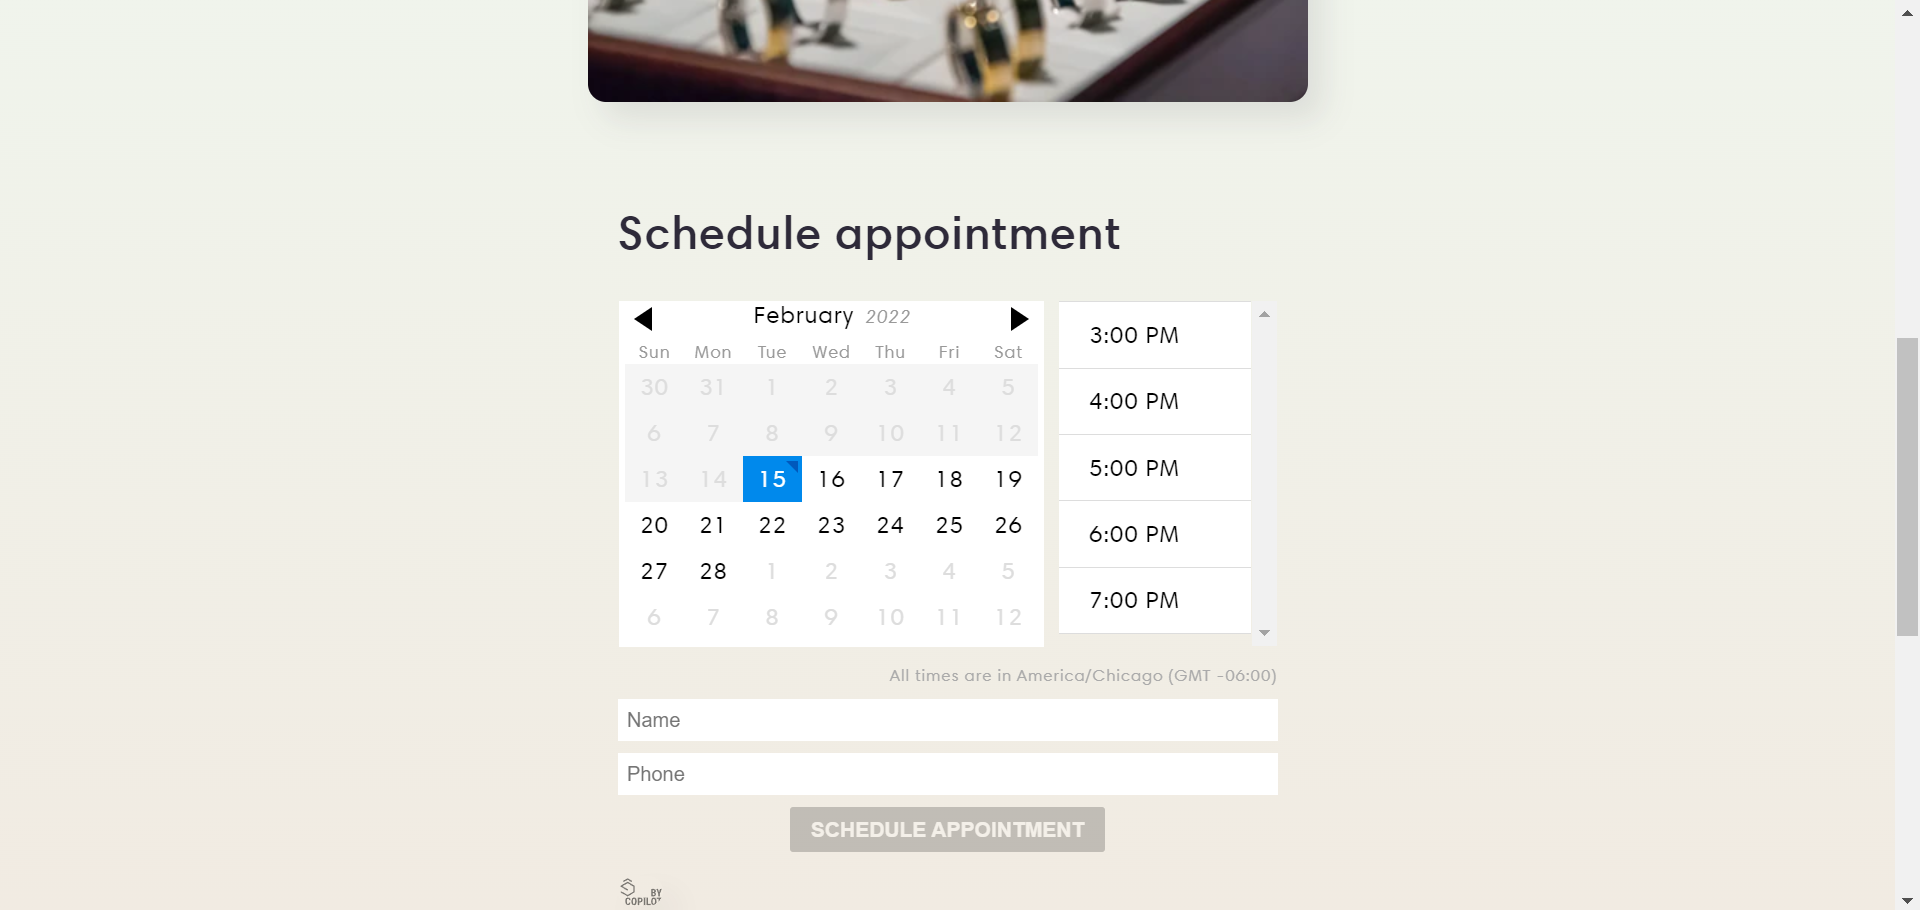 Schedule appointment
February 2022
Sun Mon Tue Wed Thu Fri Sat
30 31 1 2 3 4 5
6 7 8 9 10 11 12
13 14 15 16 17 18 19
20 21 22 23 24 25 26
27 28 1 2 3 4 5
6 7 8 9 10 11 12
3:00 PM
4:00 PM
5:00 PM
6:00 PM
7:00 PM
All times are in America/Chicago (GMT -06:00)
Name
Phone
SCHEDULE APPOINTMENT
BY
COPILOT